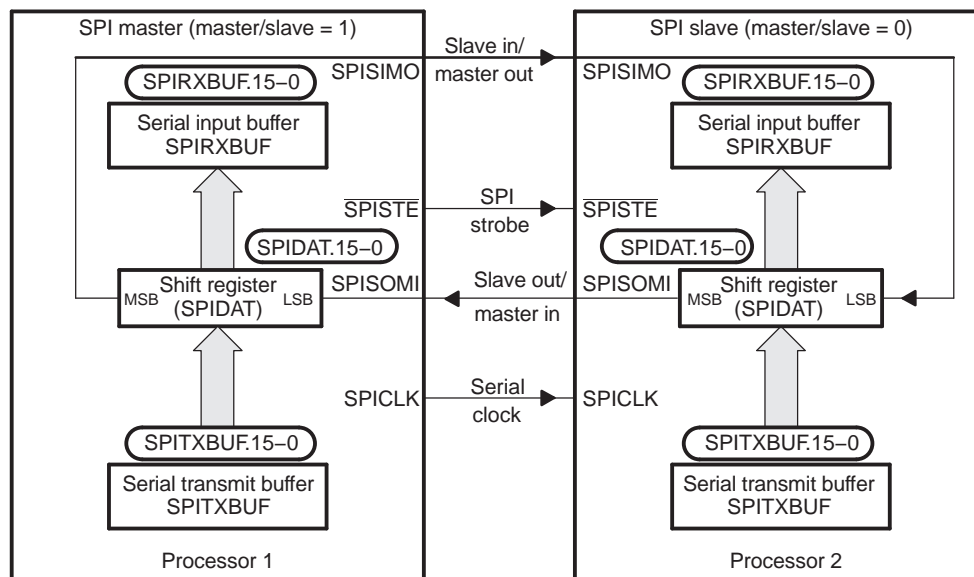 SPI master (master/slave = 1)
SPISIMO
SPIRXBUF.15−0
Serial input buffer
SPIRXBUF
S̅P̅I̅S̅T̅E̅
SPIDAT.15−0
SPISOMI
MSB
Shift register
(SPIDAT)
LSB
SPICLK
SPITXBUF.15−0
Serial transmit buffer
SPITXBUF
Processor 1
Slave in/
master out
SPI
strobe
Slave out/
master in
Serial
clock
SPI slave (master/slave = 0)
SPISIMO
SPIRXBUF.15−0
Serial input buffer
SPIRXBUF
S̅P̅I̅S̅T̅E̅
SPIDAT.15−0
SPISOMI
MSB
Shift register
(SPIDAT)
LSB
SPICLK
SPITXBUF.15−0
Serial transmit buffer
SPITXBUF
Processor 2